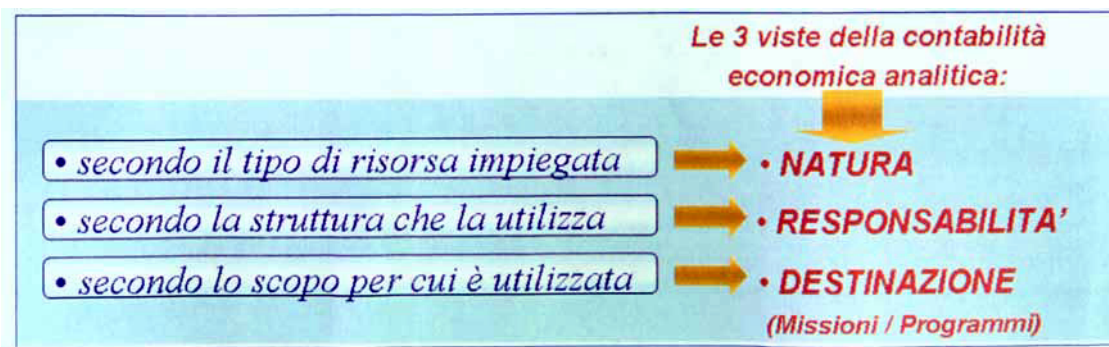 Le 3 viste della contabilità
economica analitica:
• secondo il tipo di risorsa impiegata
• NATURA
• secondo la struttura che la utilizza
• RESPONSABILITA'
• secondo lo scopo per cui è utilizzata
• DESTINAZIONE
(Missioni / Programmi)